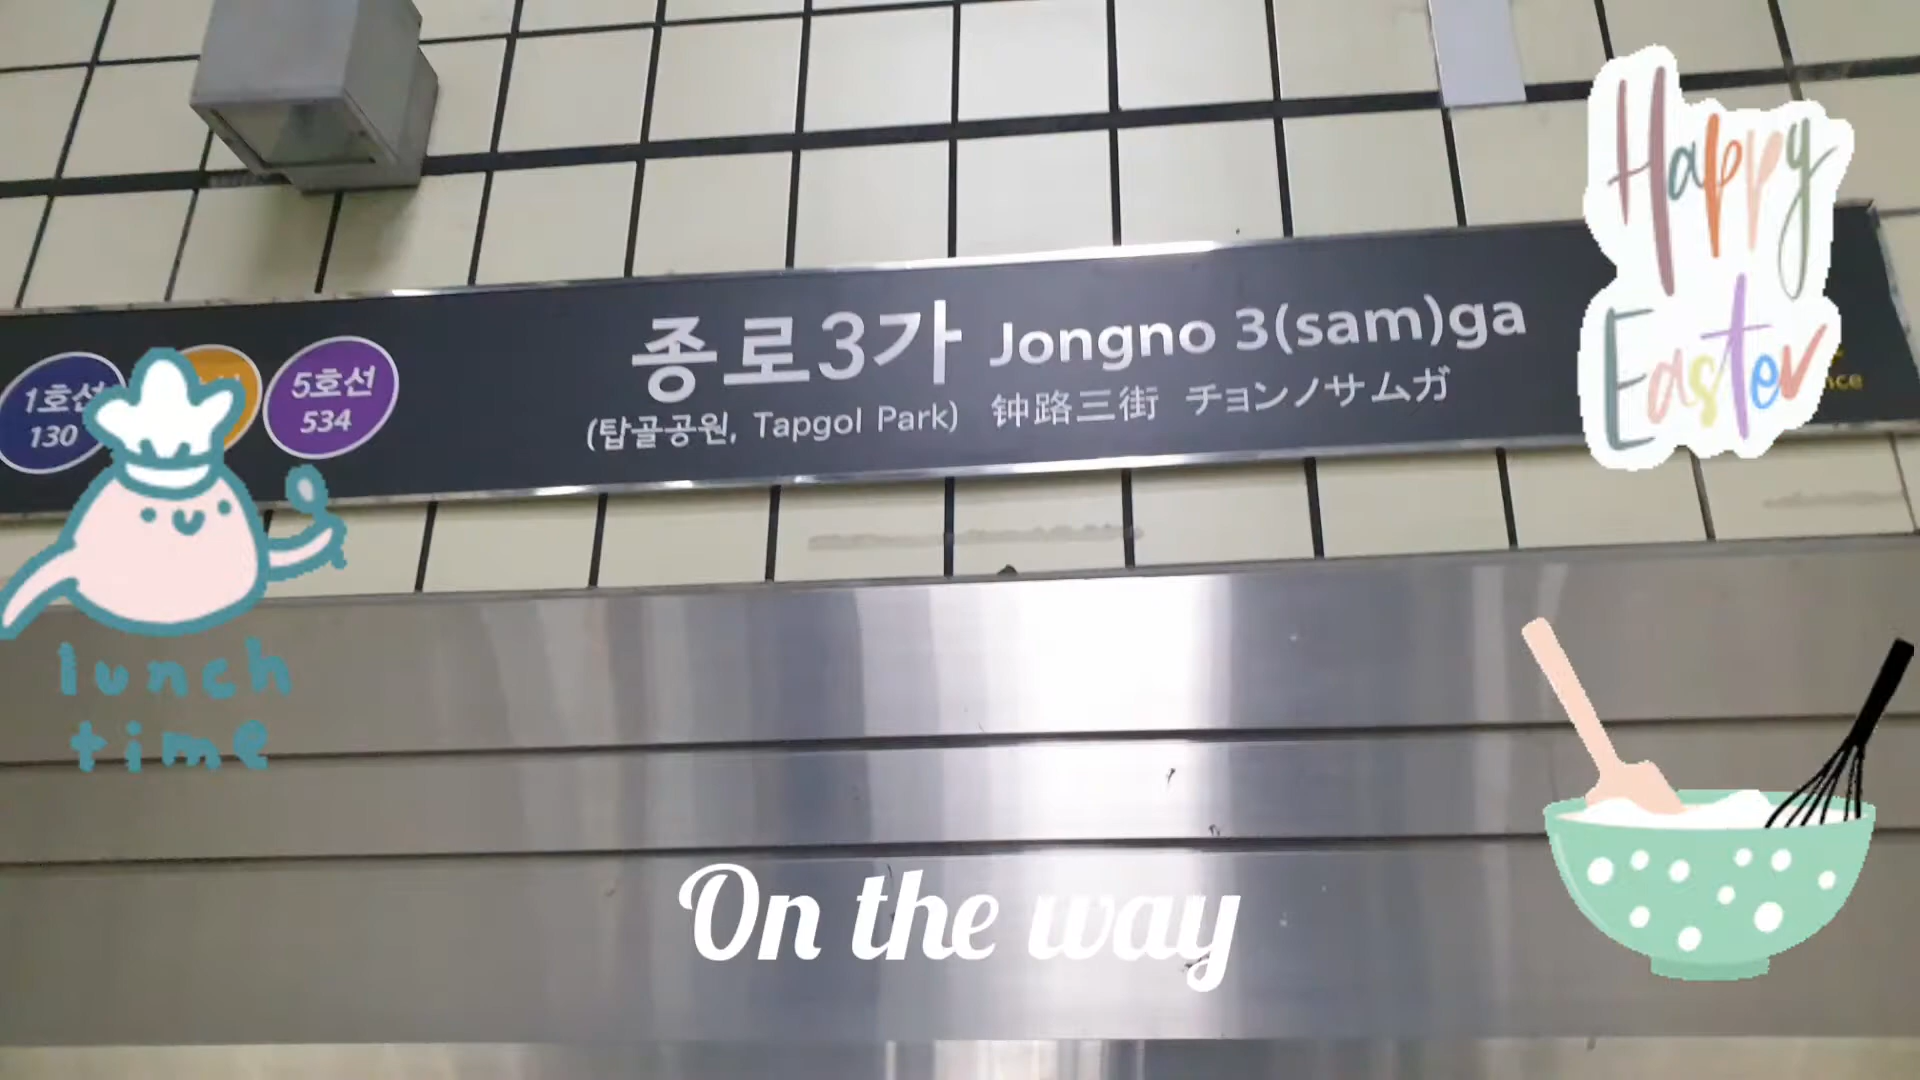 1호선
130
5호선
534
종로3가 Jongno 3(sam)ga
(탑골공원, Tapgol Park) 钟路三街 チョンノサムガ
Happy
Easter
lunch
time
On the way